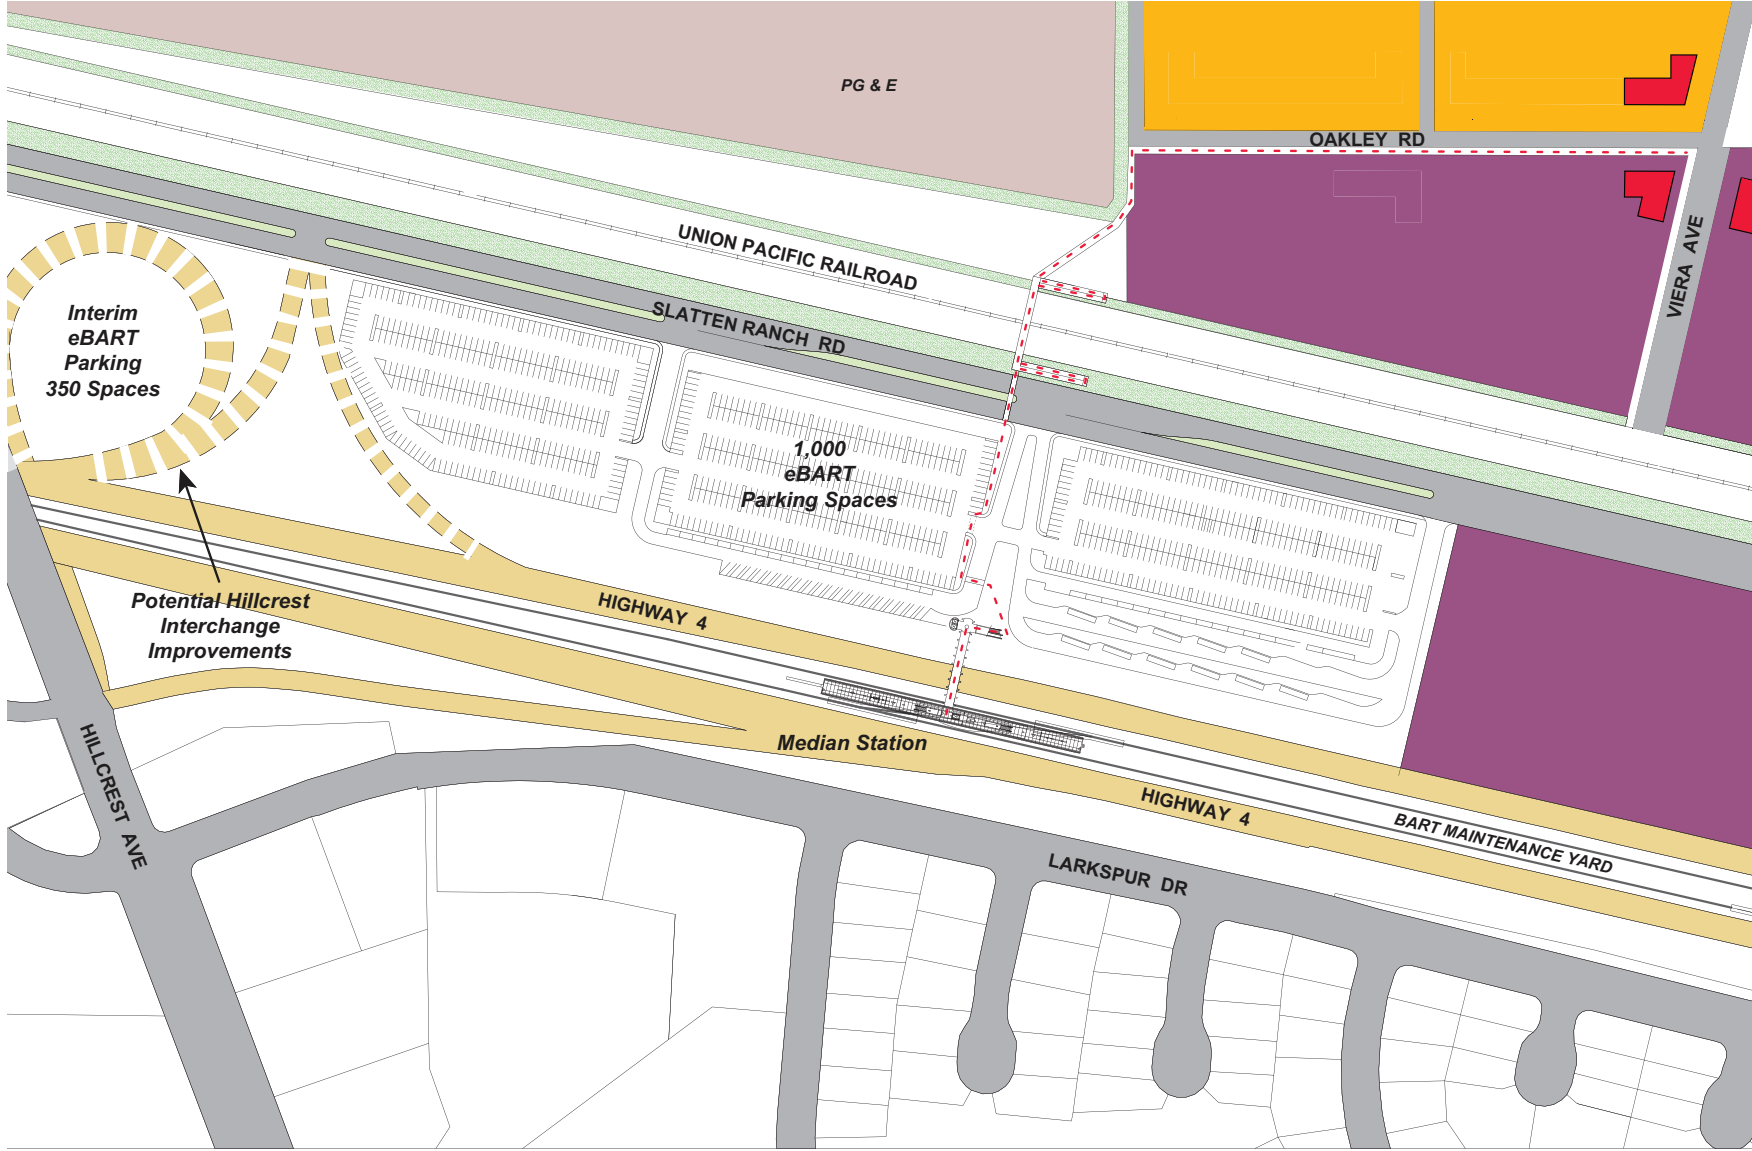 PG & E
OAKLEY RD
UNION PACIFIC RAILROAD
VIERA AVE
Interim
eBART
Parking
350 Spaces
SLATTEN RANCH RD
1,000
eBART
Parking Spaces
Potential Hillcrest
Interchange
Improvements
HIGHWAY 4
Median Station
HILLCREST AVE
HIGHWAY 4
BART MAINTENANCE YARD
LARKSPUR DR